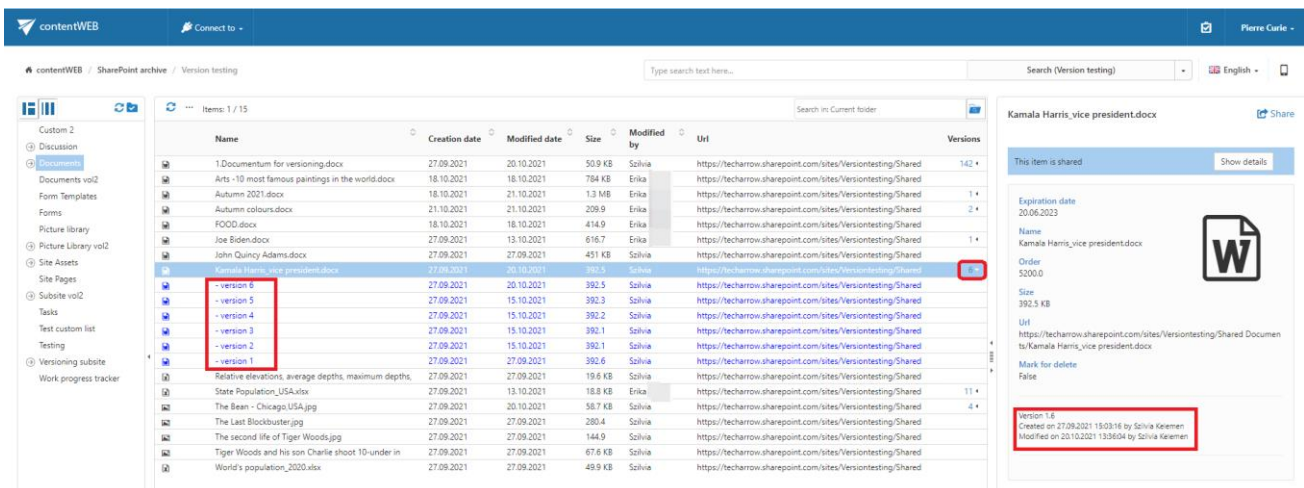 contentWEB
Connect to
Pierre Curie
contentWEB / SharePoint archive / Version testing
Type search text here...
Search (Version testing)
English
Custom 2
Discussion
Documents
Documents vol2
Form Templates
Forms
Picture library
Picture Library vol2
Site Assets
Site Pages
Subsite vol2
Tasks
Test custom list
Testing
Versioning subsite
Work progress tracker
... Items: 1 / 15
Search in: Current folder
Name Creation date Modified date Size Modified by Url Versions
1.Documentum for versioning.docx 27.09.2021 20.10.2021 50.9 KB Szilvia https://techarrow.sharepoint.com/sites/Versiontesting/Shared 142
Arts -10 most famous paintings in the world.docx 18.10.2021 18.10.2021 784 KB Erika https://techarrow.sharepoint.com/sites/Versiontesting/Shared
Autumn 2021.docx 18.10.2021 21.10.2021 1.3 MB Erika https://techarrow.sharepoint.com/sites/Versiontesting/Shared 1
Autumn colours.docx 21.10.2021 21.10.2021 209.9 Erika https://techarrow.sharepoint.com/sites/Versiontesting/Shared 2
FOOD.docx 18.10.2021 18.10.2021 414.9 Erika https://techarrow.sharepoint.com/sites/Versiontesting/Shared
Joe Biden.docx 27.09.2021 13.10.2021 616.7 Erika https://techarrow.sharepoint.com/sites/Versiontesting/Shared 1
John Quincy Adams.docx 27.09.2021 27.09.2021 451 KB Szilvia https://techarrow.sharepoint.com/sites/Versiontesting/Shared
Kamala Harris_vice president.docx 27.09.2021 20.10.2021 392.5 Szilvia https://techarrow.sharepoint.com/sites/Versiontesting/Shared
- version 6 27.09.2021 20.10.2021 392.5 Szilvia https://techarrow.sharepoint.com/sites/Versiontesting/Shared
- version 5 27.09.2021 15.10.2021 392.3 Szilvia https://techarrow.sharepoint.com/sites/Versiontesting/Shared
- version 4 27.09.2021 15.10.2021 392.2 Szilvia https://techarrow.sharepoint.com/sites/Versiontesting/Shared
- version 3 27.09.2021 15.10.2021 392.1 Szilvia https://techarrow.sharepoint.com/sites/Versiontesting/Shared
- version 2 27.09.2021 15.10.2021 392.1 Szilvia https://techarrow.sharepoint.com/sites/Versiontesting/Shared
- version 1 27.09.2021 27.09.2021 392.6 Szilvia https://techarrow.sharepoint.com/sites/Versiontesting/Shared
Relative elevations, average depths, maximum depths, 27.09.2021 27.09.2021 19.6 KB Szilvia https://techarrow.sharepoint.com/sites/Versiontesting/Shared
State Population_USA.xlsx 27.09.2021 13.10.2021 18.8 KB Erika https://techarrow.sharepoint.com/sites/Versiontesting/Shared 11
The Bean - Chicago,USA.jpg 27.09.2021 20.10.2021 58.7 KB Szilvia https://techarrow.sharepoint.com/sites/Versiontesting/Shared 4
The Last Blockbuster.jpg 27.09.2021 27.09.2021 280.4 Szilvia https://techarrow.sharepoint.com/sites/Versiontesting/Shared
The second life of Tiger Woods.jpg 27.09.2021 27.09.2021 144.9 Szilvia https://techarrow.sharepoint.com/sites/Versiontesting/Shared
Tiger Woods and his son Charlie shoot 10-under in 27.09.2021 27.09.2021 67.6 KB Szilvia https://techarrow.sharepoint.com/sites/Versiontesting/Shared
World's population_2020.xlsx 27.09.2021 27.09.2021 49.9 KB Szilvia https://techarrow.sharepoint.com/sites/Versiontesting/Shared
Kamala Harris_vice president.docx
Share
This item is shared
Show details
Expiration date
20.06.2023
Name
Kamala Harris_vice president.docx
Order
5200.0
Size
392.5 KB
Url
https://techarrow.sharepoint.com/sites/Versiontesting/Shared Documen
ts/Kamala Harris_vice president.docx
Mark for delete
False
W
Version 1.6
Created on 27.09.2021 15:03:16 by Szilvia Kelemen
Modified on 20.10.2021 13:36:04 by Szilvia Kelemen